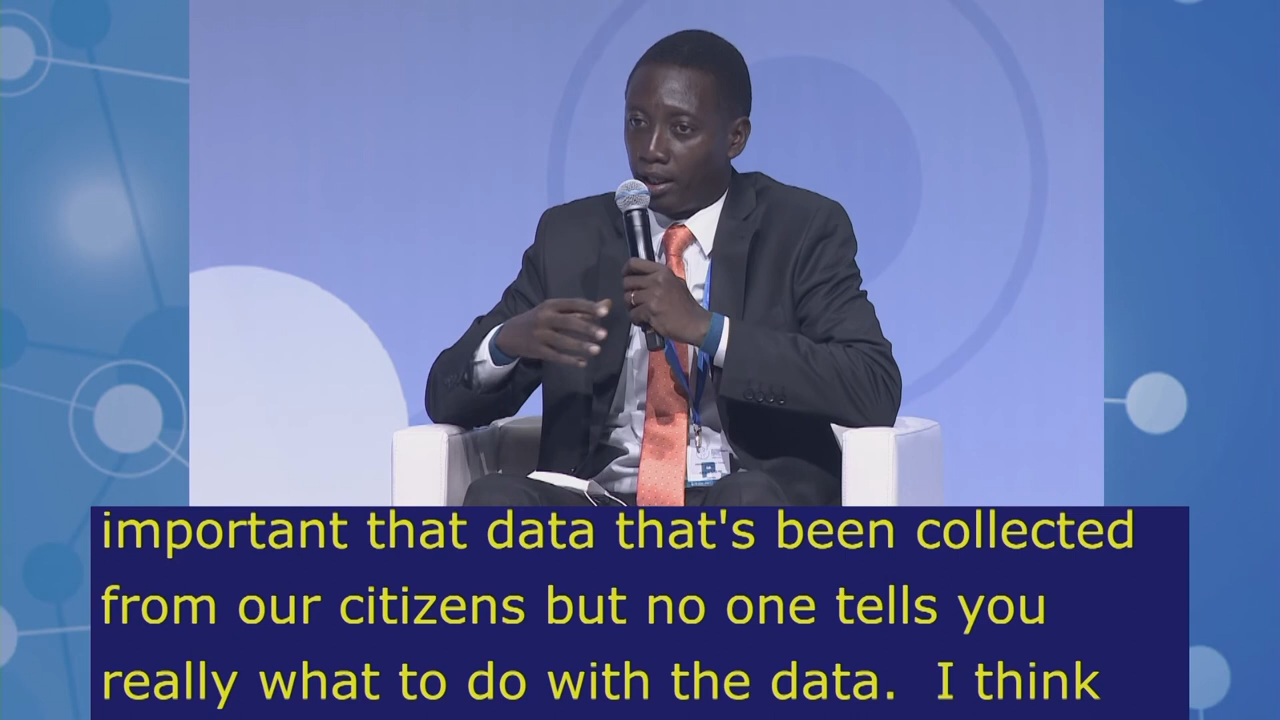 important that data that's been collected
from our citizens but no one tells you
really what to do with the data.  I think